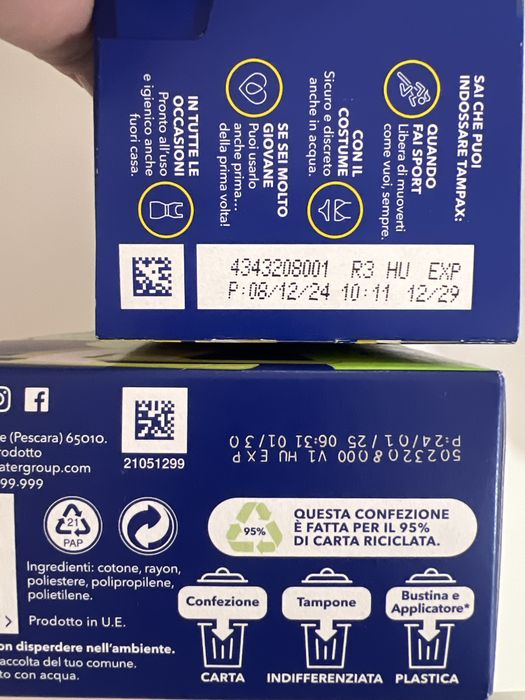 SAI CHE PUOI
INDOSSARE TAMPAX:
QUANDO
FAI SPORT
Libera di muoverti
come vuoi, sempre.
CON IL
COSTUME
Sicuro e discreto
anche in acqua.
SE SEI MOLTO
GIOVANE
Puoi usarlo
anche prima...
della prima volta!
IN TUTTE LE
OCCASIONI
Pronto all'uso
e igienico anche
fuori casa.
4343208001 R3 HU EXP
P:08/12/24 10:11 12/29
e (Pescara) 65010.
rodotto
atergroup.com
99.999
21051299
5023208000 V1 HU EXP
P:24/01/25 06:31 01/30
21
PAP
95%
QUESTA CONFEZIONE
È FATTA PER IL 95%
DI CARTA RICICLATA.
Ingredienti: cotone, rayon,
poliestere, polipropilene,
polietilene.
Prodotto in U.E.
on disperdere nell'ambiente.
accolta del tuo comune.
to con acqua.
Confezione
CARTA
Tampone
INDIFFERENZIATA
Bustina e
Applicatore*
PLASTICA